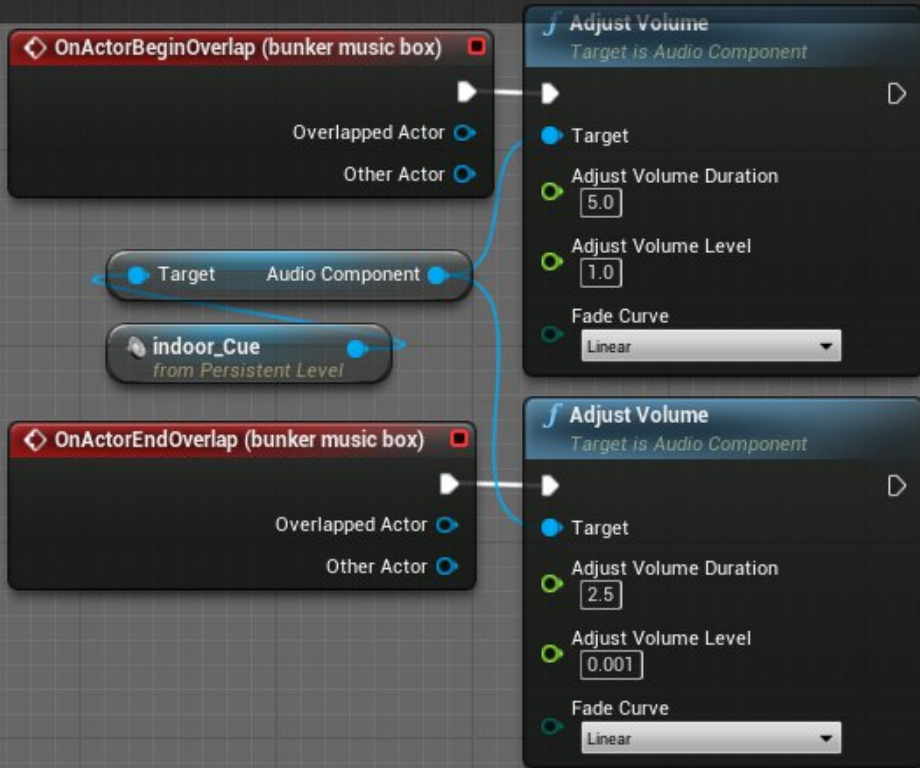 OnActorBeginOverlap (bunker music box)
Overlapped Actor
Other Actor
Adjust Volume
Target is Audio Component
Target
Adjust Volume Duration
5.0
Adjust Volume Level
1.0
Fade Curve
Linear
Target Audio Component
indoor_Cue
from Persistent Level
OnActorEndOverlap (bunker music box)
Overlapped Actor
Other Actor
Adjust Volume
Target is Audio Component
Target
Adjust Volume Duration
2.5
Adjust Volume Level
0.001
Fade Curve
Linear